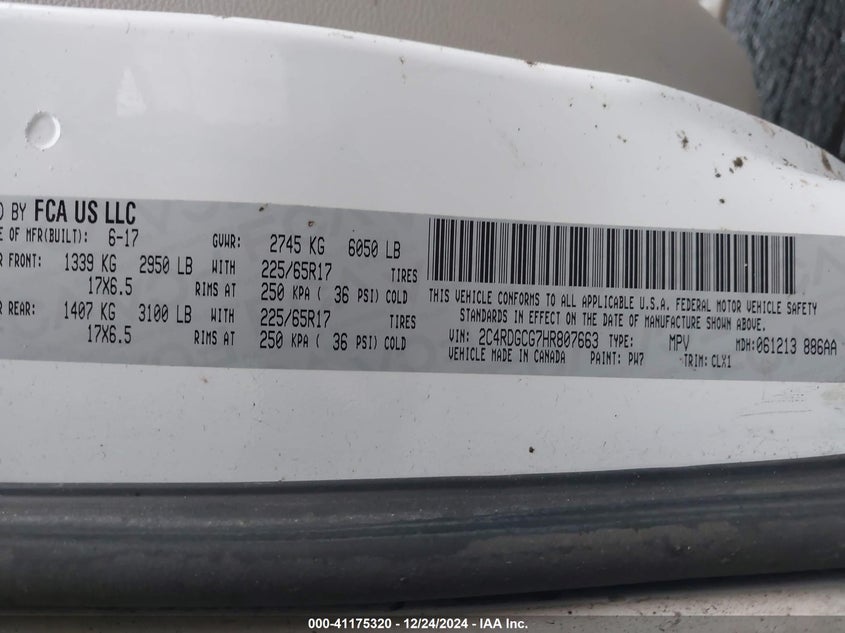 D BY FCA US LLC
E OF MFR(BUILT): 6-17 GVWR: 2745 KG 6050 LB
R FRONT: 1339 KG 2950 LB WITH 225/65R17 TIRES
17X6.5 RIMS AT 250 KPA ( 36 PSI) COLD
R REAR: 1407 KG 3100 LB WITH 225/65R17 TIRES
17X6.5 RIMS AT 250 KPA ( 36 PSI) COLD
THIS VEHICLE CONFORMS TO ALL APPLICABLE U.S.A. FEDERAL MOTOR VEHICLE SAFETY
STANDARDS IN EFFECT ON THE DATE OF MANUFACTURE SHOWN ABOVE.
VIN: 2C4RDGCG7HR807663 TYPE: MPV MDH:061213 886AA
VEHICLE MADE IN CANADA PAINT: PW7 TRIM: CLX1
000-41175320 - 12/24/2024 - IAA Inc.